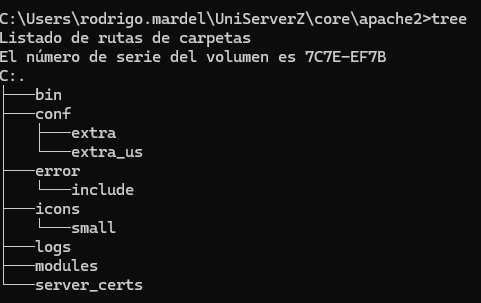 C:\Users\rodrigo.mardel\UniServerZ\core\apache2>tree
Listado de rutas de carpetas
El número de serie del volumen es 7C7E-EF7B
C:.
├───bin
├───conf
│   ├───extra
│   └───extra_us
├───error
│   └───include
├───icons
│   └───small
├───logs
├───modules
└───server_certs